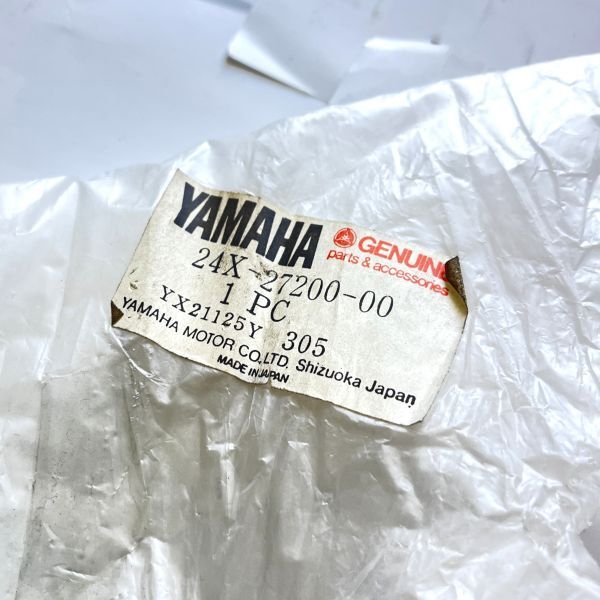 YAMAHA GENUINE
parts & accessories
24X-27200-00
1 PC
YX21125Y 305
YAMAHA MOTOR CO.,LTD. Shizuoka Japan
MADE IN JAPAN